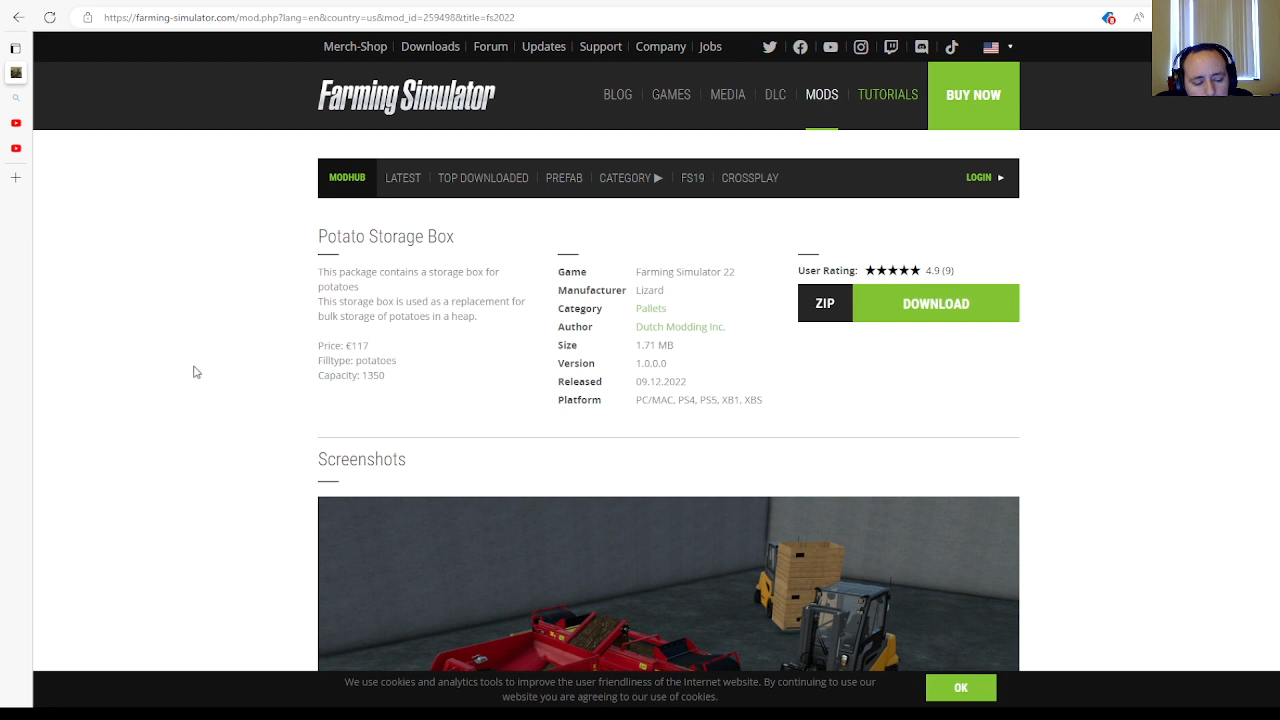 https://farming-simulator.com/mod.php?lang=en&country=us&mod_id=259498&title=fs2022
8
A
Merch-Shop Downloads Forum Updates Support Company Jobs
Farming Simulator
BLOG GAMES MEDIA DLC MODS TUTORIALS BUY NOW
MODHUB LATEST TOP DOWNLOADED PREFAB CATEGORY ▶ FS19 CROSSPLAY LOGIN ►
Potato Storage Box
This package contains a storage box for
potatoes
This storage box is used as a replacement for
bulk storage of potatoes in a heap.
Price: €117
Filltype: potatoes
Capacity: 1350
Game Farming Simulator 22
Manufacturer Lizard
Category Pallets
Author Dutch Modding Inc.
Size 1.71 MB
Version 1.0.0.0
Released 09.12.2022
Platform PC/MAC, PS4, PS5, XB1, XBS
User Rating: ★★★★★ 4.9 (9)
ZIP DOWNLOAD
Screenshots
We use cookies and analytics tools to improve the user friendliness of the Internet website. By continuing to use our
website you are agreeing to our use of cookies.
OK